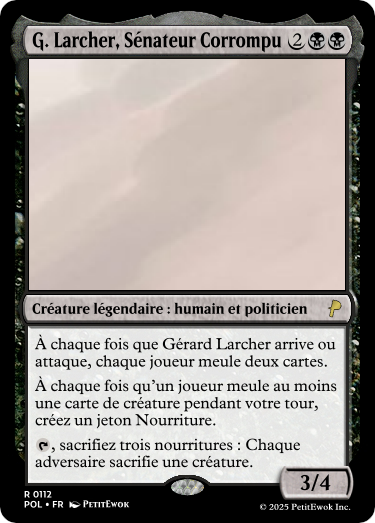 G. Larcher, Sénateur Corrompu 2
Créature légendaire : humain et politicien
À chaque fois que Gérard Larcher arrive ou
attaque, chaque joueur meule deux cartes.
À chaque fois qu'un joueur meule au moins
une carte de créature pendant votre tour,
créez un jeton Nourriture.
, sacrifiez trois nourritures : Chaque
adversaire sacrifie une créature.
3/4
R 0112
POL • FR PetitEwok
© 2025 PetitEwok Inc.